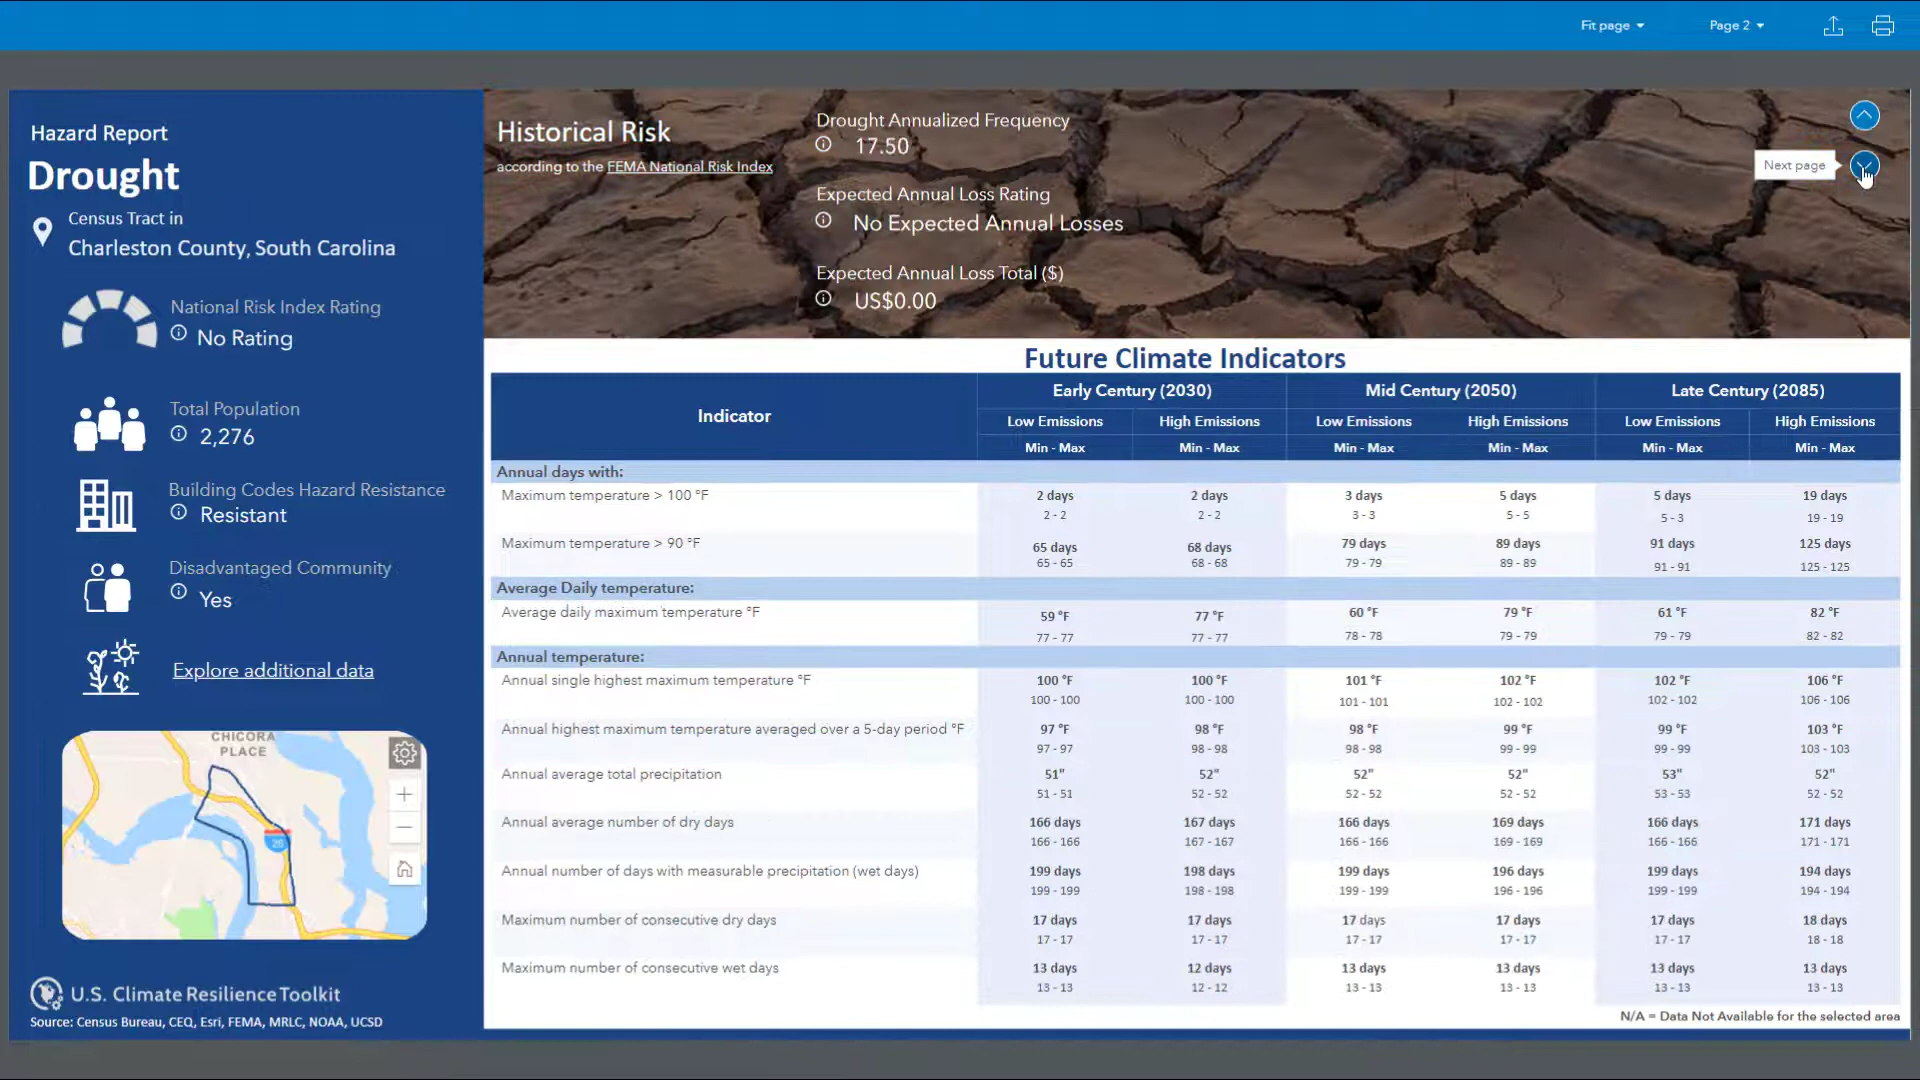 Fit page
Page 2
Hazard Report
Drought
Census Tract in
Charleston County, South Carolina
National Risk Index Rating
No Rating
Total Population
2,276
Building Codes Hazard Resistance
Resistant
Disadvantaged Community
Yes
Explore additional data
CHICORA
PLACE
26
U.S. Climate Resilience Toolkit
Source: Census Bureau, CEQ, Esri, FEMA, MRLC, NOAA, UCSD
Historical Risk
according to the FEMA National Risk Index
Drought Annualized Frequency
17.50
Expected Annual Loss Rating
No Expected Annual Losses
Expected Annual Loss Total ($)
US$0.00
Next page
Future Climate Indicators
Indicator Early Century (2030) Mid Century (2050) Late Century (2085)
Low Emissions High Emissions Low Emissions High Emissions Low Emissions High Emissions
Min - Max Min - Max Min - Max Min - Max Min - Max Min - Max
Annual days with:
Maximum temperature > 100 °F 2 days 2 days 3 days 5 days 5 days 19 days
2 - 2 2 - 2 3 - 3 5 - 5 5 - 3 19 - 19
Maximum temperature > 90 °F 65 days 68 days 79 days 89 days 91 days 125 days
65 - 65 68 - 68 79 - 79 89 - 89 91 - 91 125 - 125
Average Daily temperature:
Average daily maximum temperature °F 59 °F 77 °F 60 °F 79 °F 61 °F 82 °F
77 - 77 77 - 77 78 - 78 79 - 79 79 - 79 82 - 82
Annual temperature:
Annual single highest maximum temperature °F 100 °F 100 °F 101 °F 102 °F 102 °F 106 °F
100 - 100 100 - 100 101 - 101 102 - 102 102 - 102 106 - 106
Annual highest maximum temperature averaged over a 5-day period °F 97 °F 98 °F 98 °F 99 °F 99 °F 103 °F
97 - 97 98 - 98 98 - 98 99 - 99 99 - 99 103 - 103
Annual average total precipitation 51" 52" 52" 52" 53" 52"
51 - 51 52 - 52 52 - 52 52 - 52 53 - 53 52 - 52
Annual average number of dry days 166 days 167 days 166 days 169 days 166 days 171 days
166 - 166 167 - 167 166 - 166 169 - 169 166 - 166 171 - 171
Annual number of days with measurable precipitation (wet days) 199 days 198 days 199 days 196 days 199 days 194 days
199 - 199 198 - 198 199 - 199 196 - 196 199 - 199 194 - 194
Maximum number of consecutive dry days 17 days 17 days 17 days 17 days 17 days 18 days
17 - 17 17 - 17 17 - 17 17 - 17 17 - 17 18 - 18
Maximum number of consecutive wet days 13 days 12 days 13 days 13 days 13 days 13 days
13 - 13 12 - 12 13 - 13 13 - 13 13 - 13 13 - 13
N/A = Data Not Available for the selected area